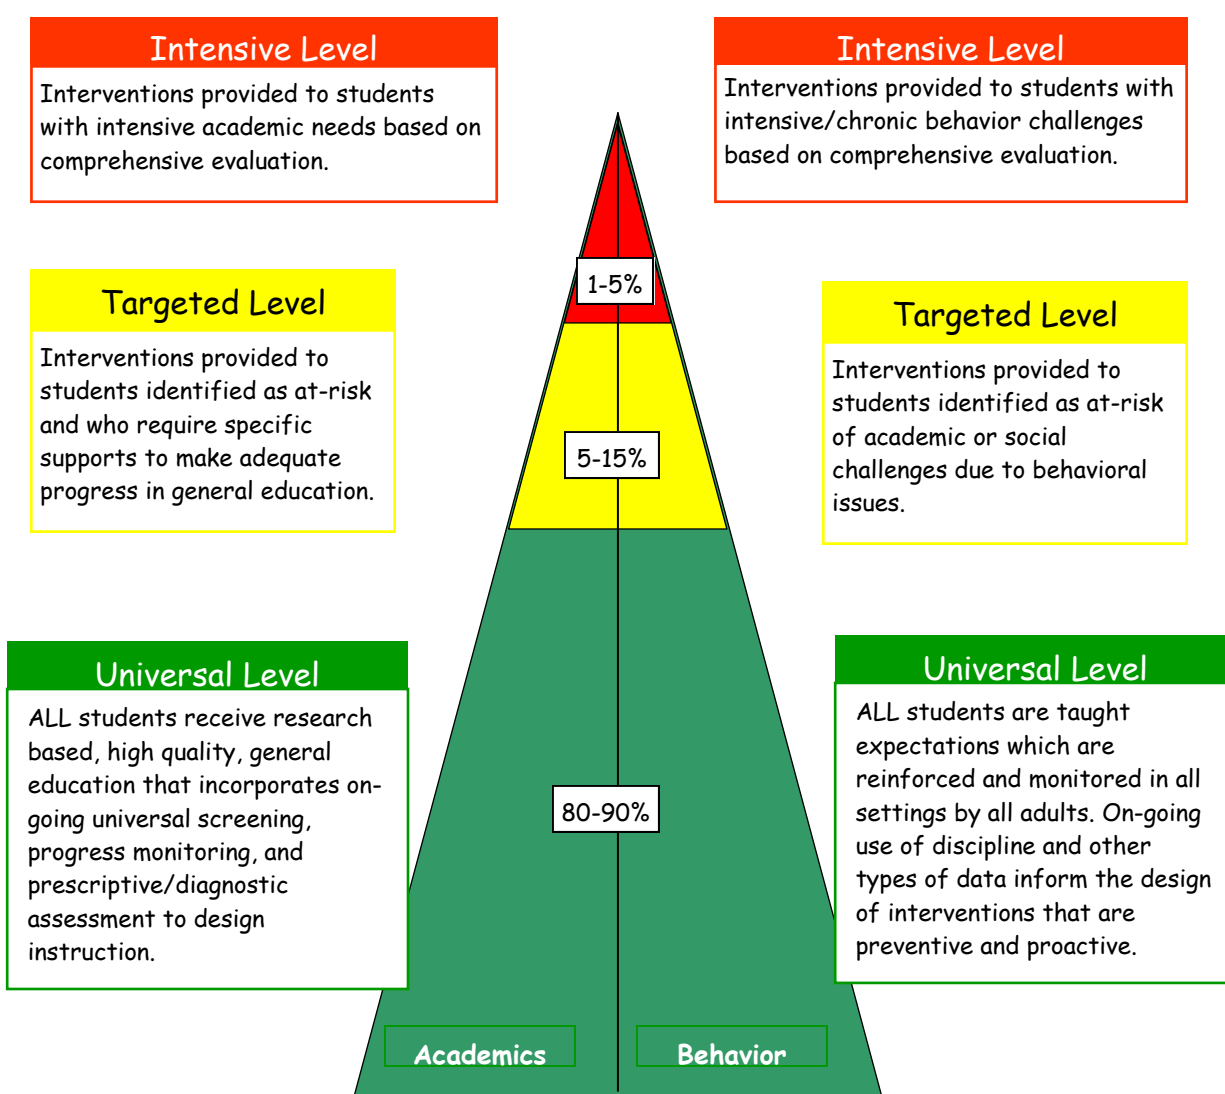 Intensive Level
Interventions provided to students
with intensive academic needs based on
comprehensive evaluation.
Intensive Level
Interventions provided to students with
intensive/chronic behavior challenges
based on comprehensive evaluation.
1-5%
Targeted Level
Interventions provided to
students identified as at-risk
and who require specific
supports to make adequate
progress in general education.
Targeted Level
Interventions provided to
students identified as at-risk
of academic or social
challenges due to behavioral
issues.
5-15%
Universal Level
ALL students receive research
based, high quality, general
education that incorporates on-
going universal screening,
progress monitoring, and
prescriptive/diagnostic
assessment to design
instruction.
Universal Level
ALL students are taught
expectations which are
reinforced and monitored in all
settings by all adults. On-going
use of discipline and other
types of data inform the design
of interventions that are
preventive and proactive.
80-90%
Academics
Behavior